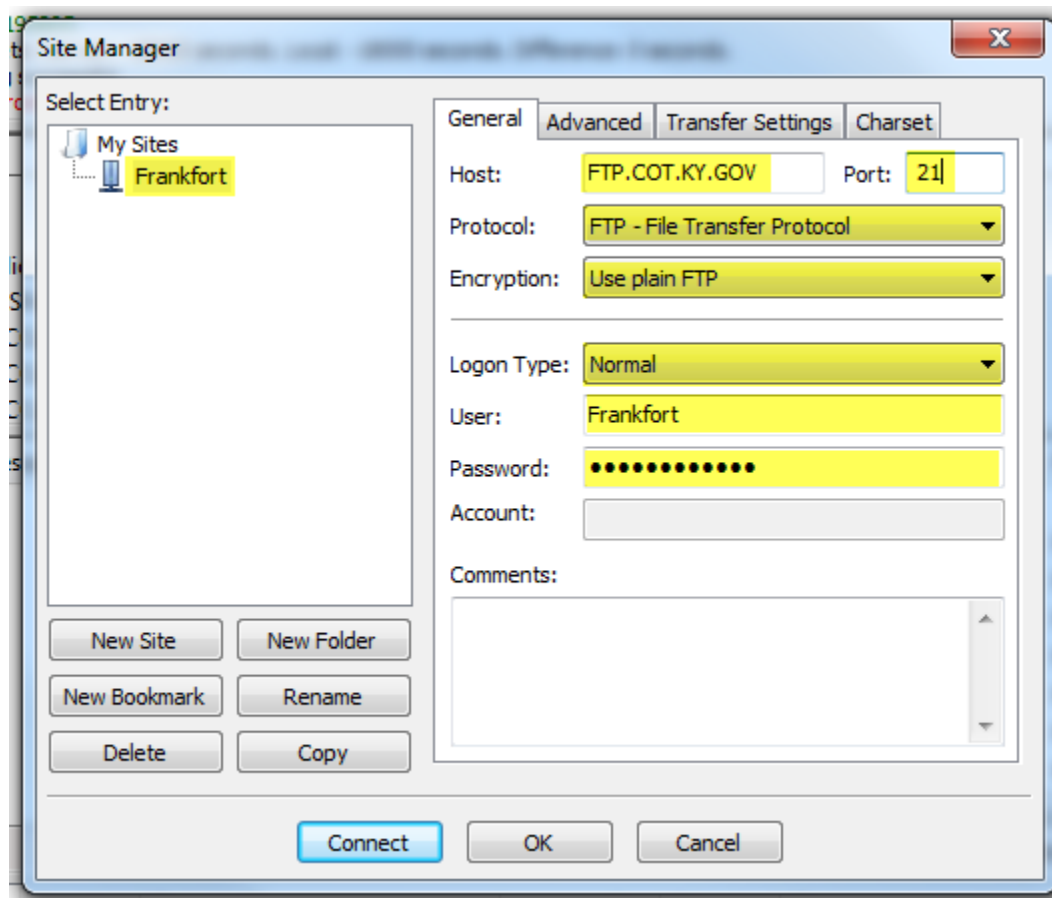 Site Manager
Select Entry:
My Sites
Frankfort
New Site New Folder
New Bookmark Rename
Delete Copy
General Advanced Transfer Settings Charset
Host: FTP.COT.KY.GOV Port: 21
Protocol: FTP - File Transfer Protocol
Encryption: Use plain FTP
Logon Type: Normal
User: Frankfort
Password: ●●●●●●●●●●●●
Account:
Comments:
Connect OK Cancel